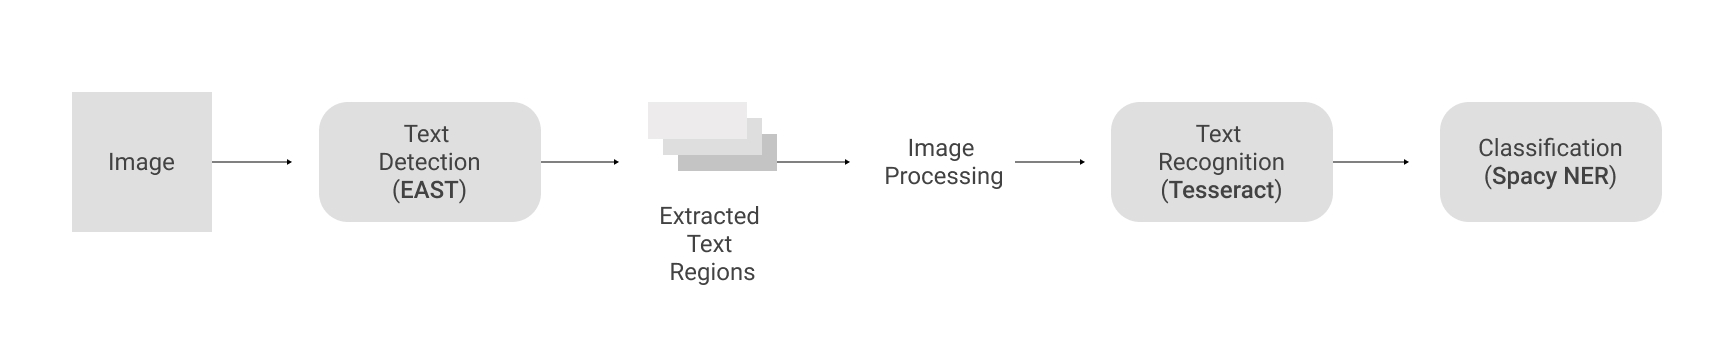 Image
Text
Detection
(EAST)
Extracted
Text
Regions
Image
Processing
Text
Recognition
(Tesseract)
Classification
(Spacy NER)